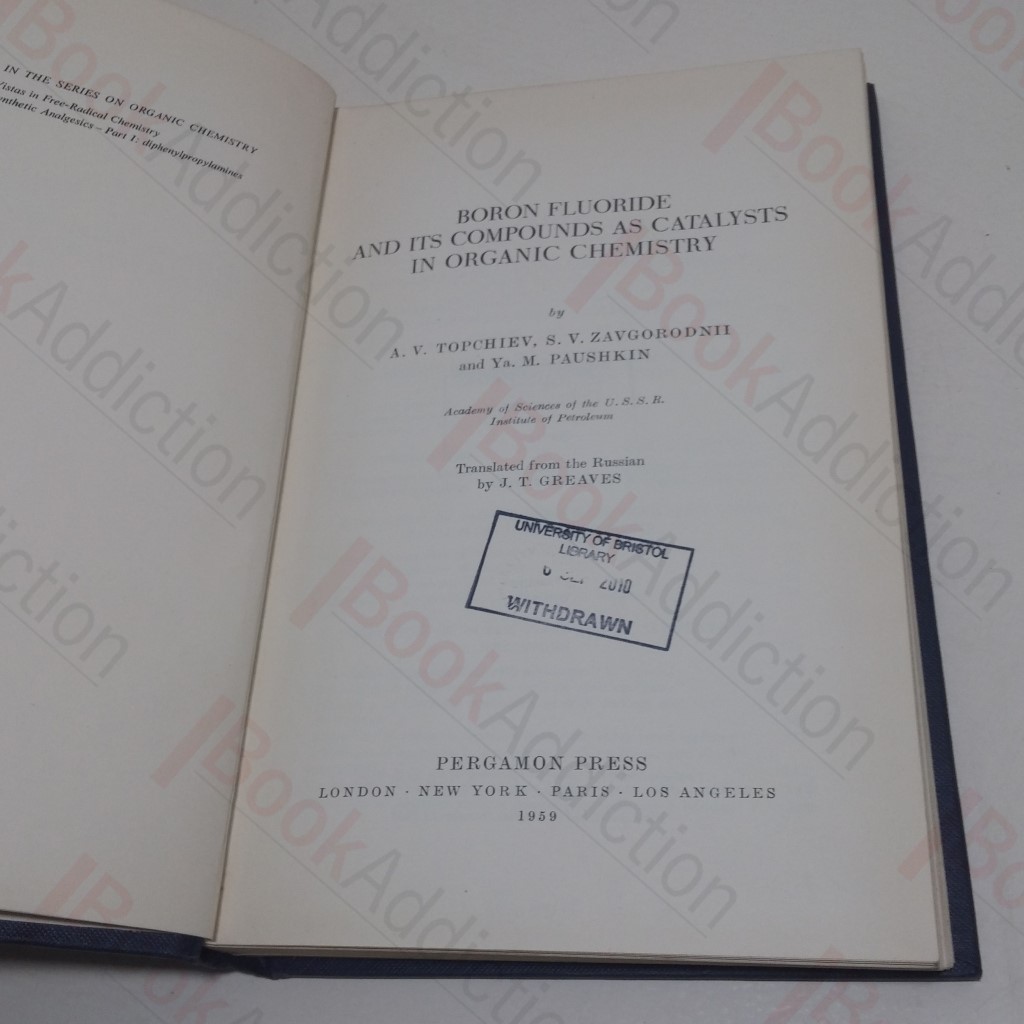 IN THE SERIES ON ORGANIC CHEMISTRY
Vistas in Free-Radical Chemistry
Synthetic Analgesics – Part I: diphenylpropylamines
BORON FLUORIDE
AND ITS COMPOUNDS AS CATALYSTS
IN ORGANIC CHEMISTRY
by
A. V. TOPCHIEV, S. V. ZAVGORODNII
and Ya. M. PAUSHKIN
Academy of Sciences of the U.S.S.R.
Institute of Petroleum
Translated from the Russian
by J. T. GREAVES
UNIVERSITY OF BRISTOL
LIBRARY
2010
WITHDRAWN
PERGAMON PRESS
LONDON · NEW YORK · PARIS · LOS ANGELES
1959
BookAddiction